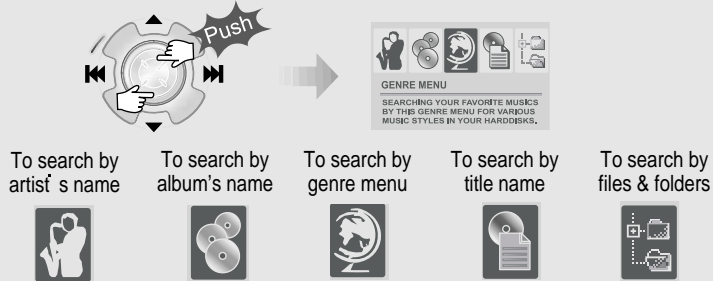 Push
GENRE MENU
SEARCHING YOUR FAVORITE MUSICS
BY THIS GENRE MENU FOR VARIOUS
MUSIC STYLES IN YOUR HARDDISKS.
To search by
artist' s name
To search by
album's name
To search by
genre menu
To search by
title name
To search by
files & folders